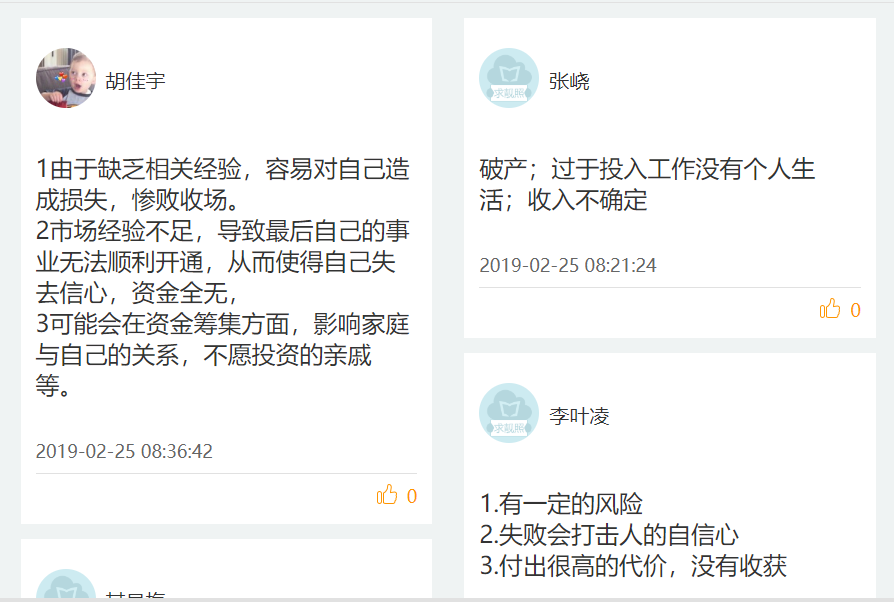 胡佳宇
1由于缺乏相关经验，容易对自己造
成损失，惨败收场。
2市场经验不足，导致最后自己的事
业无法顺利开通，从而使得自己失
去信心，资金全无，
3可能会在资金筹集方面，影响家庭
与自己的关系，不愿投资的亲戚
等。
2019-02-25 08:36:42
0
求靓照
张峣
破产；过于投入工作没有个人生
活；收入不确定
2019-02-25 08:21:24
0
求靓照
李叶凌
1.有一定的风险
2.失败会打击人的自信心
3.付出很高的代价，没有收获